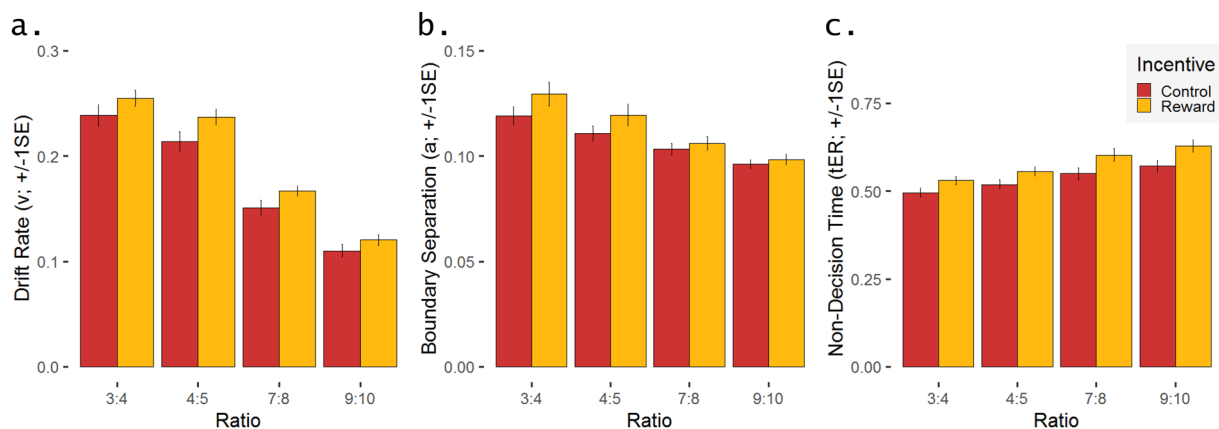 a.
Drift Rate (v; +/-1SE)
0.3
0.2
0.1
0.0
3:4 4:5 7:8 9:10
Ratio
b.
Boundary Separation (a; +/-1SE)
0.15
0.10
0.05
0.00
3:4 4:5 7:8 9:10
Ratio
c.
Non-Decision Time (tER; +/-1SE)
0.75
0.50
0.25
0.00
3:4 4:5 7:8 9:10
Ratio
Incentive
Control
Reward